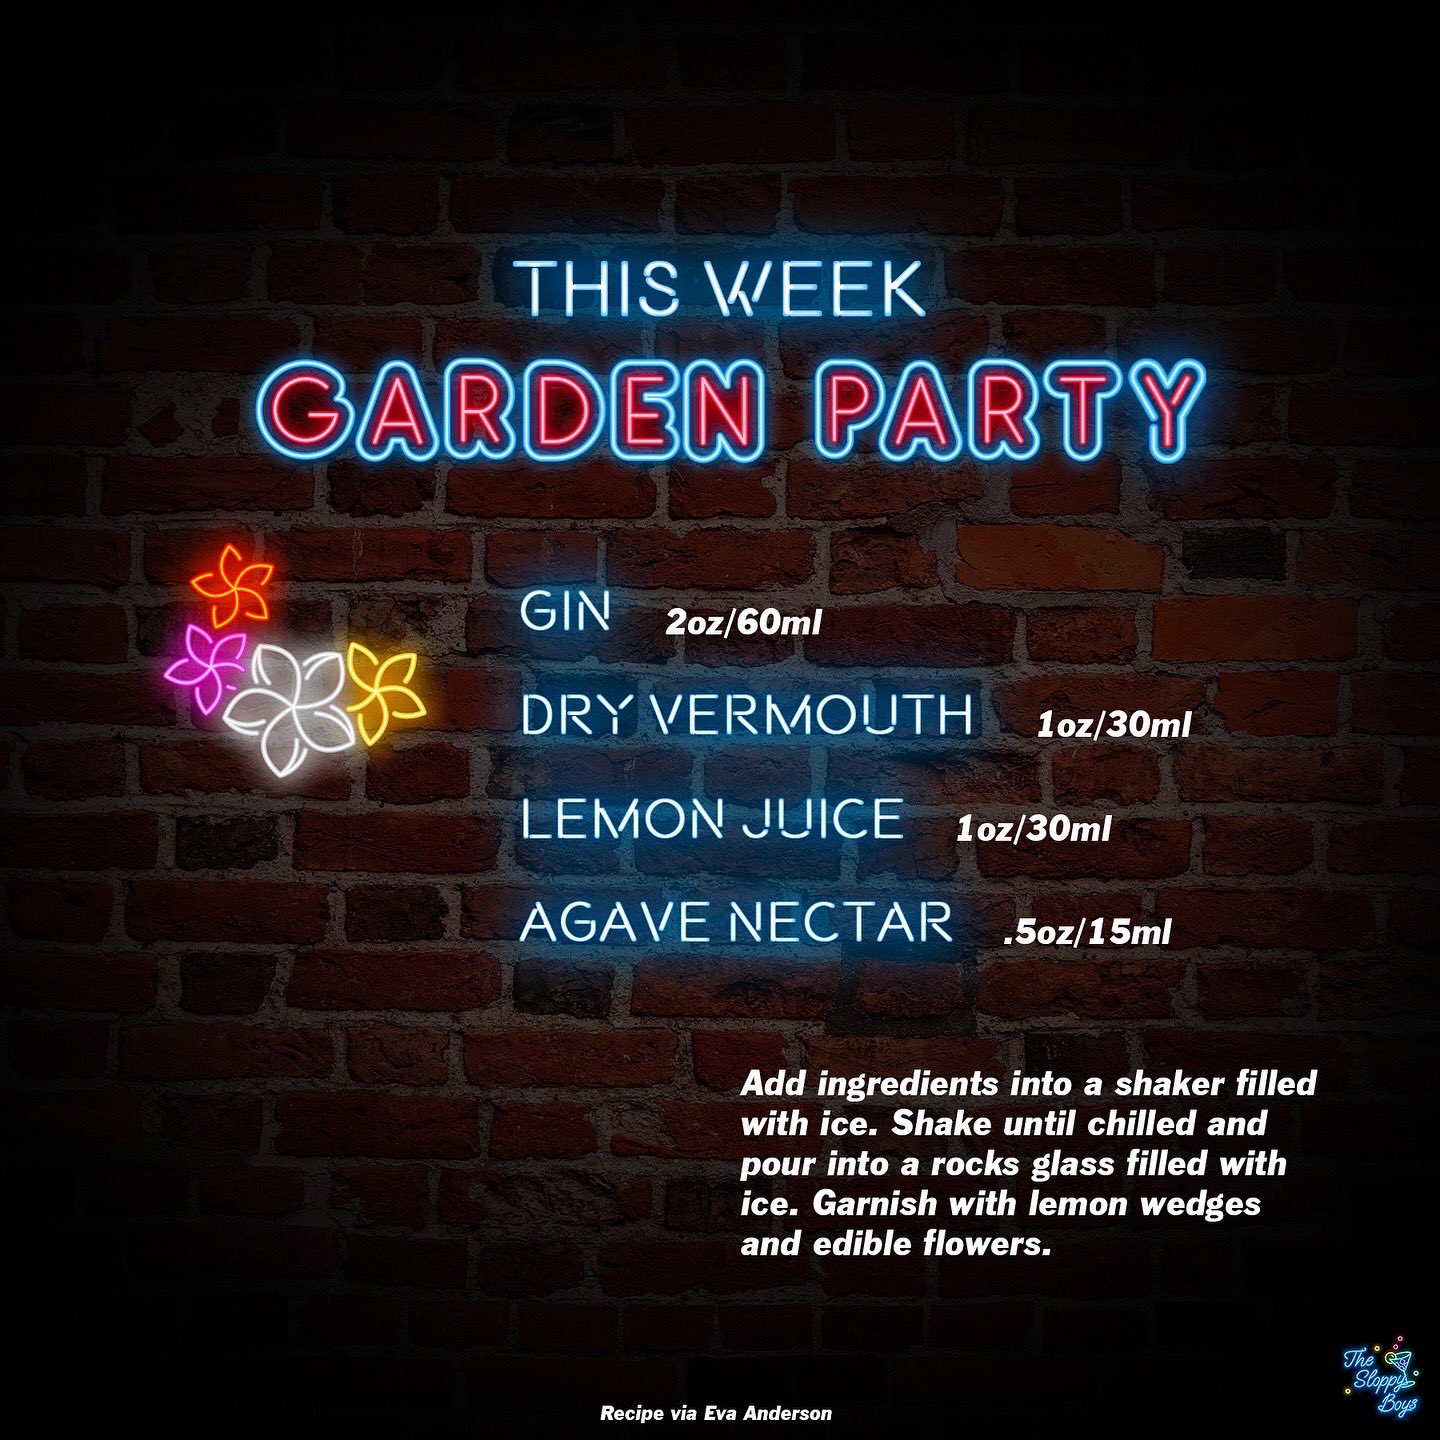 THIS WEEK
GARDEN PARTY
GIN 2oz/60ml
DRY VERMOUTH 1oz/30ml
LEMON JUICE 1oz/30ml
AGAVE NECTAR .5oz/15ml
Add ingredients into a shaker filled
with ice. Shake until chilled and
pour into a rocks glass filled with
ice. Garnish with lemon wedges
and edible flowers.
The
Sloppy
Boys
Recipe via Eva Anderson